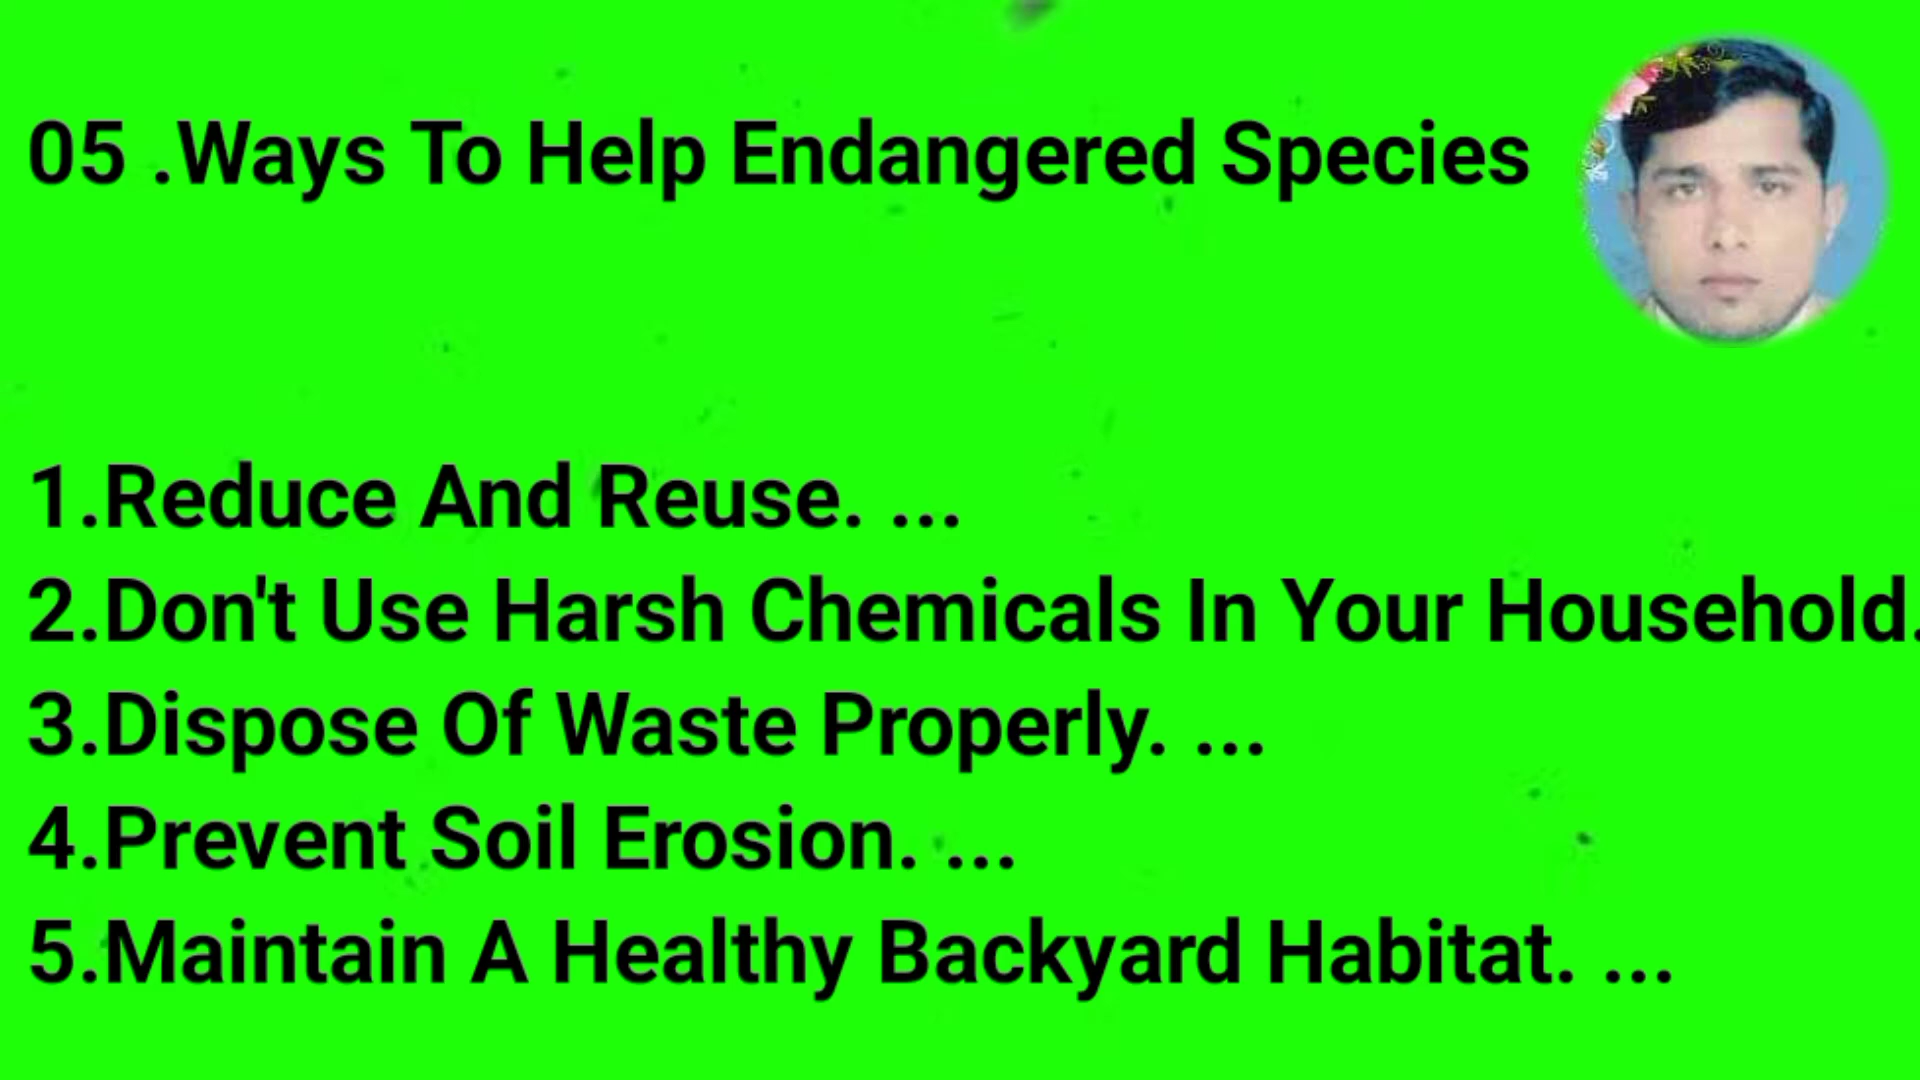 05 .Ways To Help Endangered Species
1.Reduce And Reuse. ...
2.Don't Use Harsh Chemicals In Your Household.
3.Dispose Of Waste Properly. ...
4.Prevent Soil Erosion. ...
5.Maintain A Healthy Backyard Habitat. ...